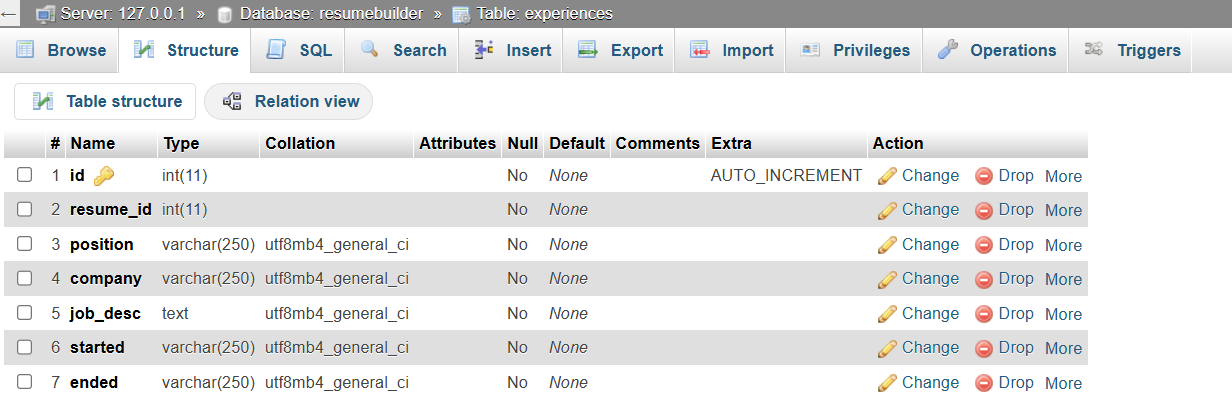 ← Server: 127.0.0.1 » Database: resumebuilder » Table: experiences
Browse Structure SQL Search Insert Export Import Privileges Operations Triggers
Table structure Relation view
# Name Type Collation Attributes Null Default Comments Extra Action
1 id int(11) No None AUTO_INCREMENT Change Drop More
2 resume_id int(11) No None Change Drop More
3 position varchar(250) utf8mb4_general_ci No None Change Drop More
4 company varchar(250) utf8mb4_general_ci No None Change Drop More
5 job_desc text utf8mb4_general_ci No None Change Drop More
6 started varchar(250) utf8mb4_general_ci No None Change Drop More
7 ended varchar(250) utf8mb4_general_ci No None Change Drop More